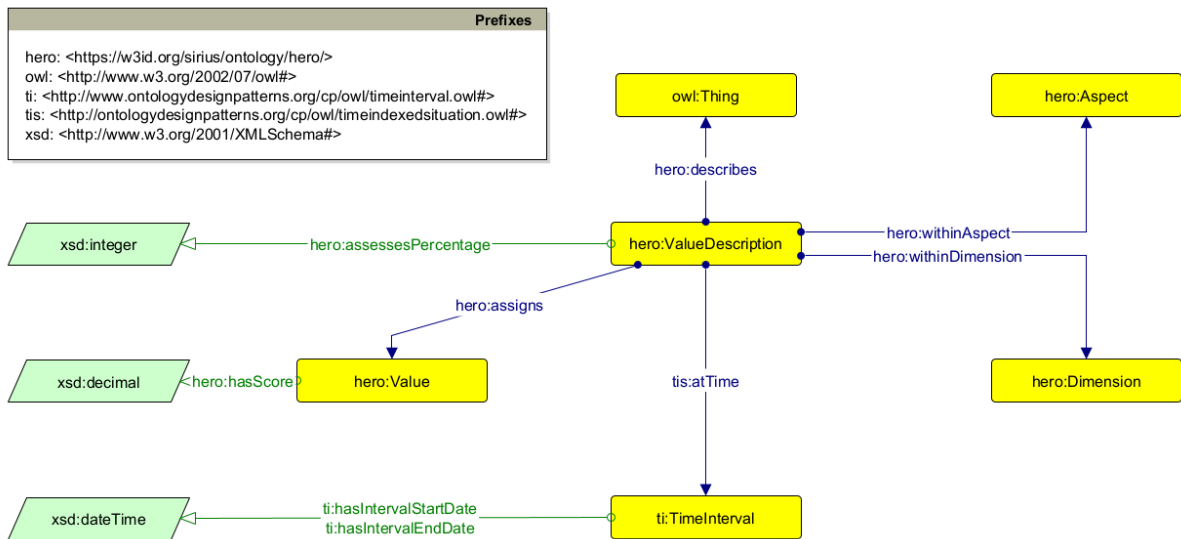 Prefixes
hero: <https://w3id.org/sirius/ontology/hero/>
owl: <http://www.w3.org/2002/07/owl#>
ti: <http://www.ontologydesignpatterns.org/cp/owl/timeinterval.owl#>
tis: <http://ontologydesignpatterns.org/cp/owl/timeindexedsituation.owl#>
xsd: <http://www.w3.org/2001/XMLSchema#>
owl:Thing
hero:Aspect
hero:describes
xsd:integer
hero:assessesPercentage
hero:ValueDescription
hero:withinAspect
hero:withinDimension
hero:assigns
xsd:decimal
hero:hasScore
hero:Value
tis:atTime
hero:Dimension
xsd:dateTime
ti:hasIntervalStartDate
ti:hasIntervalEndDate
ti:TimeInterval